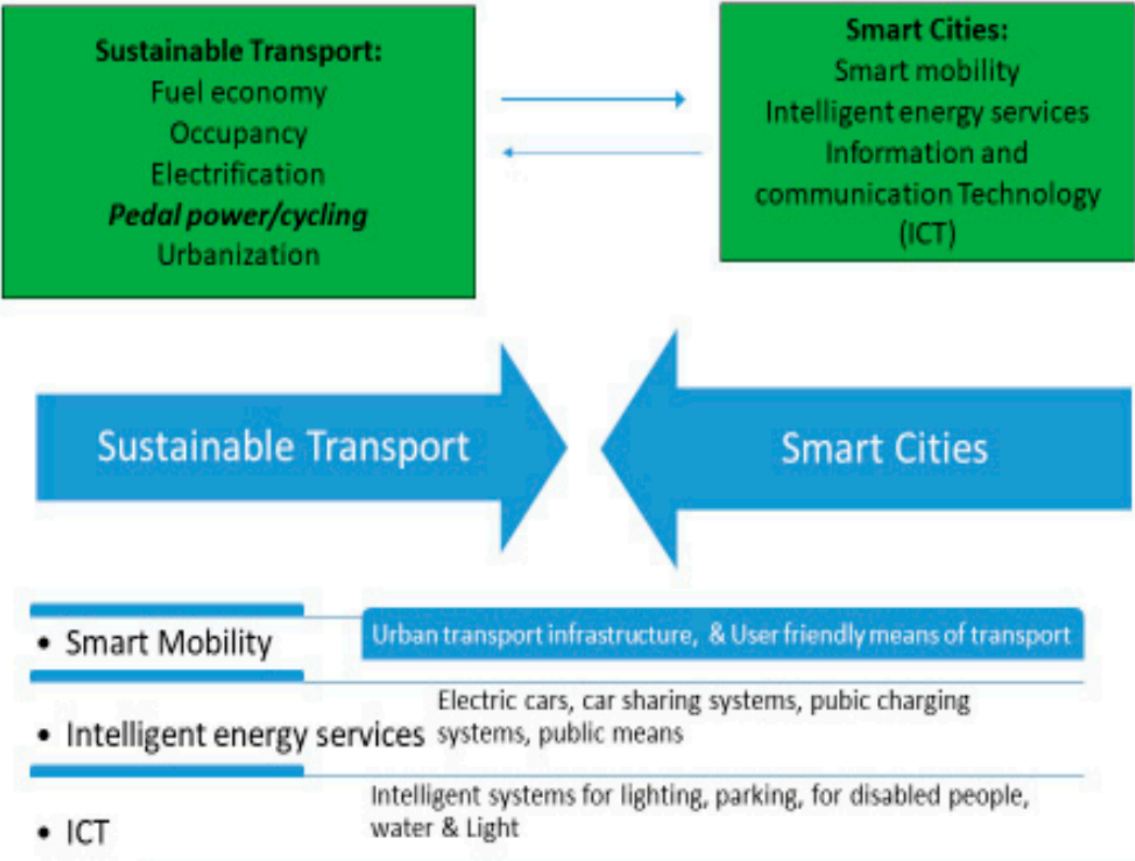 Sustainable Transport:
Fuel economy
Occupancy
Electrification
Pedal power/cycling
Urbanization
Smart Cities:
Smart mobility
Intelligent energy services
Information and
communication Technology
(ICT)
Sustainable Transport
Smart Cities
• Smart Mobility
Urban transport infrastructure, & User friendly means of transport
• Intelligent energy services
Electric cars, car sharing systems, pubic charging
systems, public means
• ICT
Intelligent systems for lighting, parking, for disabled people,
water & Light